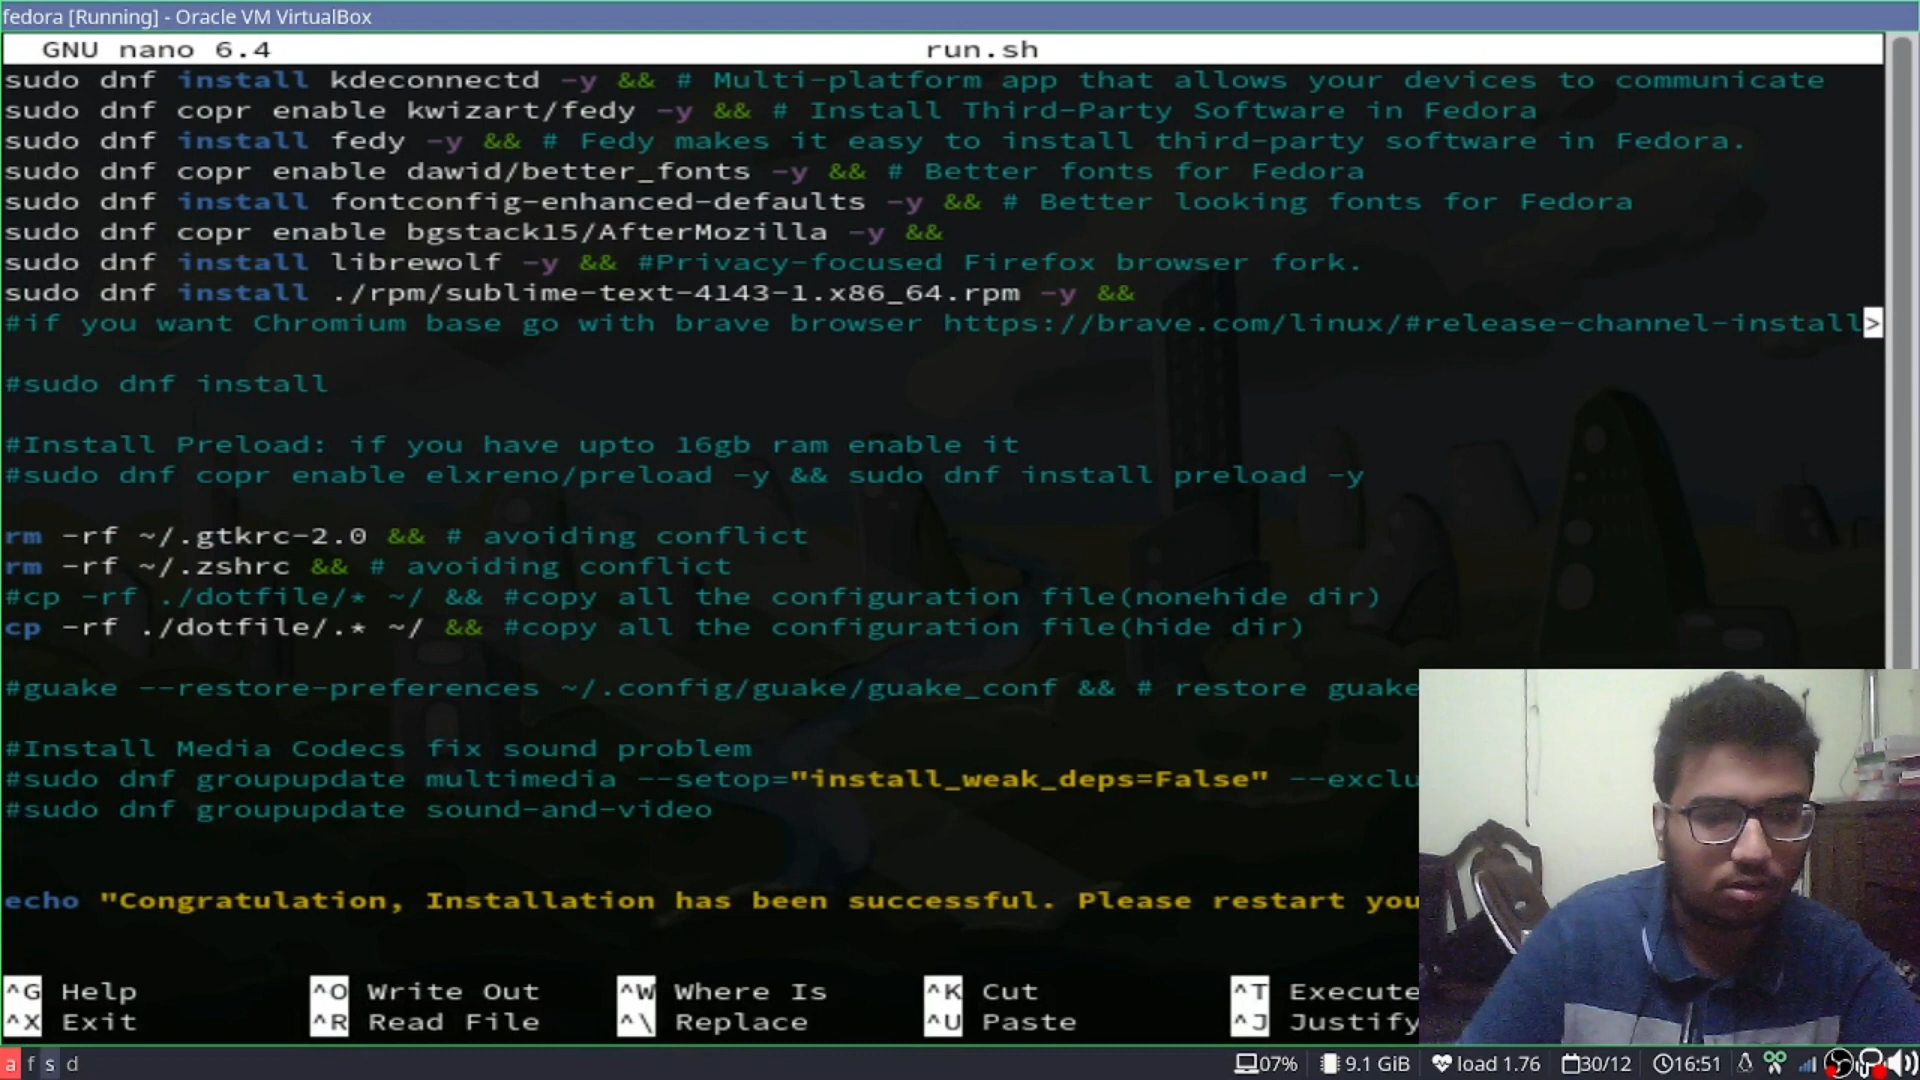 fedora [Running] - Oracle VM VirtualBox
GNU nano 6.4 run.sh
sudo dnf install kdeconnectd -y && # Multi-platform app that allows your devices to communicate
sudo dnf copr enable kwizart/fedy -y && # Install Third-Party Software in Fedora
sudo dnf install fedy -y && # Fedy makes it easy to install third-party software in Fedora.
sudo dnf copr enable dawid/better_fonts -y && # Better fonts for Fedora
sudo dnf install fontconfig-enhanced-defaults -y && # Better looking fonts for Fedora
sudo dnf copr enable bgstack15/AfterMozilla -y &&
sudo dnf install librewolf -y && #Privacy-focused Firefox browser fork.
sudo dnf install ./rpm/sublime-text-4143-1.x86_64.rpm -y &&
#if you want Chromium base go with brave browser https://brave.com/linux/#release-channel-install>
#sudo dnf install
#Install Preload: if you have upto 16gb ram enable it
#sudo dnf copr enable elxreno/preload -y && sudo dnf install preload -y
rm -rf ~/.gtkrc-2.0 && # avoiding conflict
rm -rf ~/.zshrc && # avoiding conflict
#cp -rf ./dotfile/* ~/ && #copy all the configuration file(nonehide dir)
cp -rf ./dotfile/.* ~/ && #copy all the configuration file(hide dir)
#guake --restore-preferences ~/.config/guake/guake_conf && # restore guake
#Install Media Codecs fix sound problem
#sudo dnf groupupdate multimedia --setop="install_weak_deps=False" --exclu
#sudo dnf groupupdate sound-and-video
echo "Congratulation, Installation has been successful. Please restart you
^G Help ^O Write Out ^W Where Is ^K Cut ^T Execute
^X Exit ^R Read File ^\ Replace ^U Paste ^J Justify
a f s d 07% 9.1 GiB load 1.76 30/12 16:51